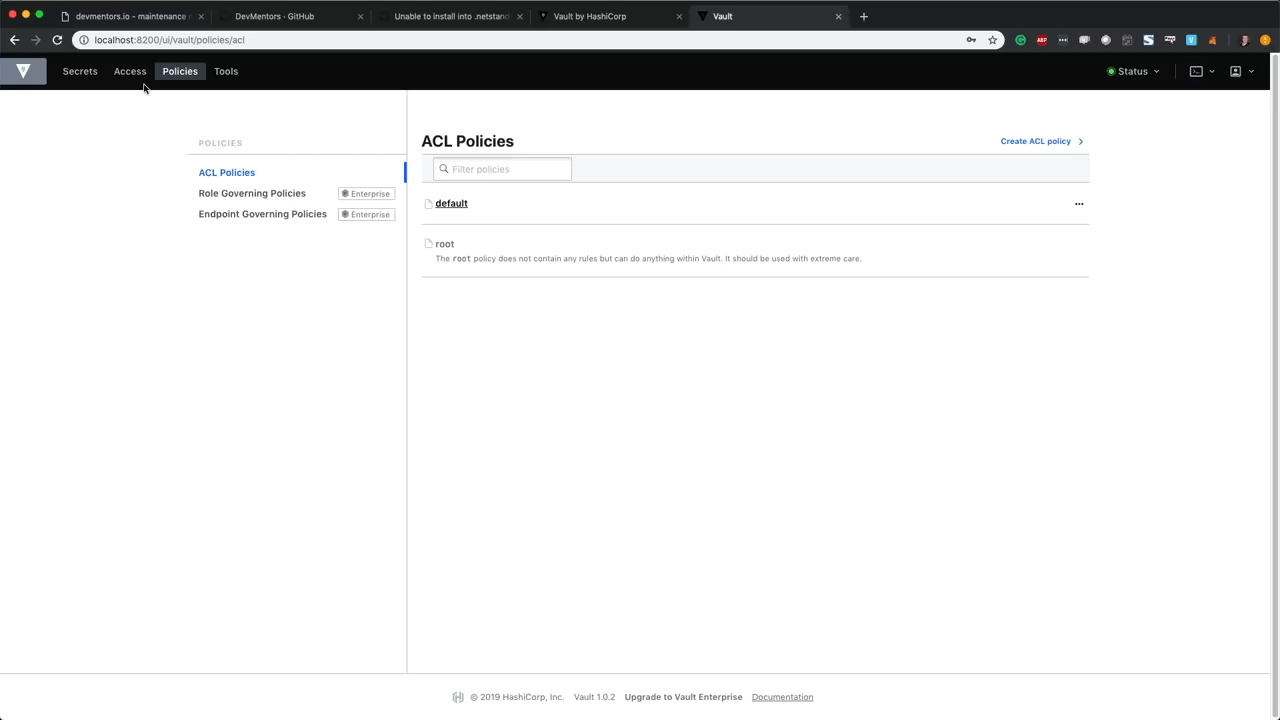 devmentors.io - maintenance
DevMentors · GitHub
Unable to install into .netstand
Vault by HashiCorp
Vault
localhost:8200/ui/vault/policies/acl
Secrets
Access
Policies
Tools
Status
POLICIES
ACL Policies
Role Governing Policies
Enterprise
Endpoint Governing Policies
Enterprise
ACL Policies
Create ACL policy
Filter policies
default
root
The root policy does not contain any rules but can do anything within Vault. It should be used with extreme care.
© 2019 HashiCorp, Inc. Vault 1.0.2 Upgrade to Vault Enterprise Documentation